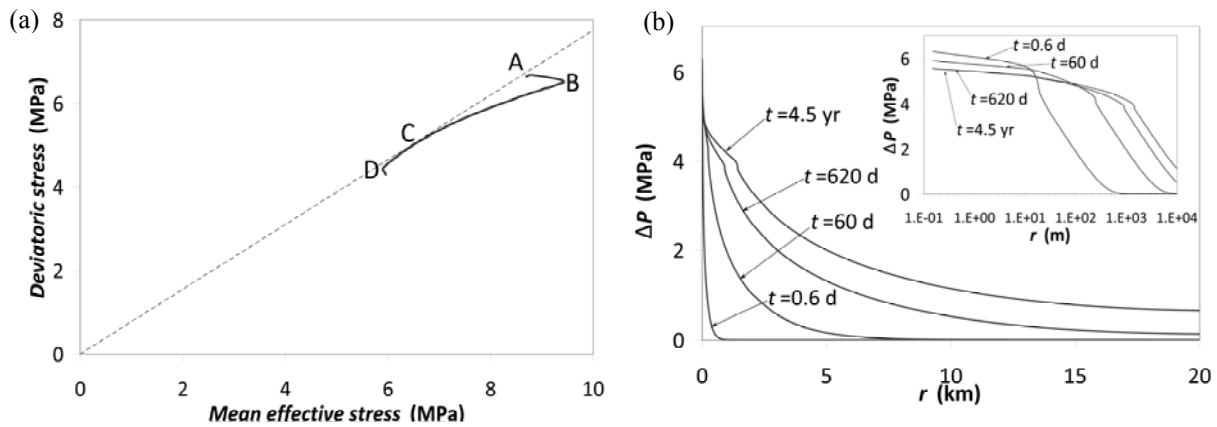 (a)
8
6
4
2
0
Deviatoric stress (MPa)
A
B
C
D
0 2 4 6 8 10
Mean effective stress (MPa)
(b)
6
4
2
0
ΔP (MPa)
t=4.5 yr
t=620 d
t=60 d
t=0.6 d
0 5 10 15 20
r (km)
6
4
2
0
ΔP (MPa)
t=0.6 d
t=60 d
t=620 d
t=4.5 yr
1.E-01 1.E+00 1.E+01 1.E+02 1.E+03 1.E+04
r (m)